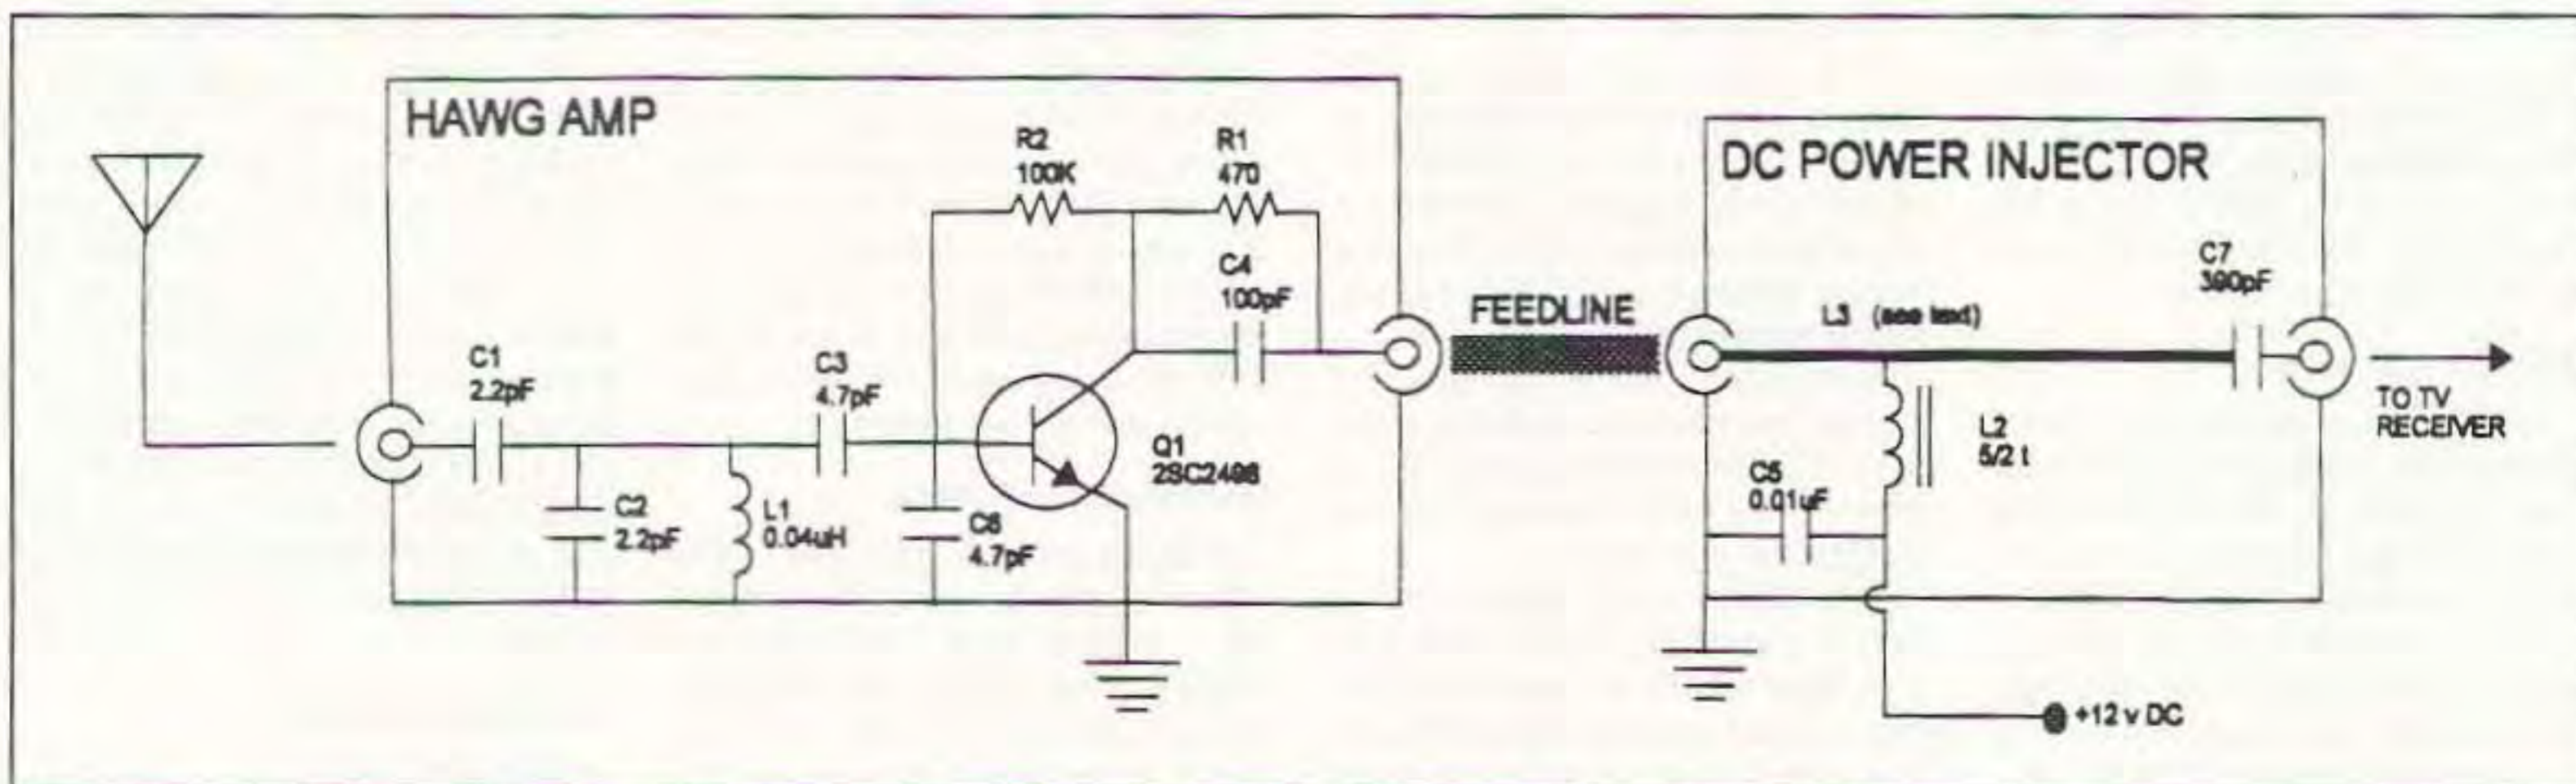 HAWG AMP
R2
100K
R1
470
C4
100pF
C1
2.2pF
C3
4.7pF
Q1
2SC2498
C2
2.2pF
L1
0.04uH
C6
4.7pF
FEEDLINE
DC POWER INJECTOR
C7
390pF
L3 (see text)
L2
5/2 t
C5
0.01uF
TO TV
RECEIVER
+12 v DC